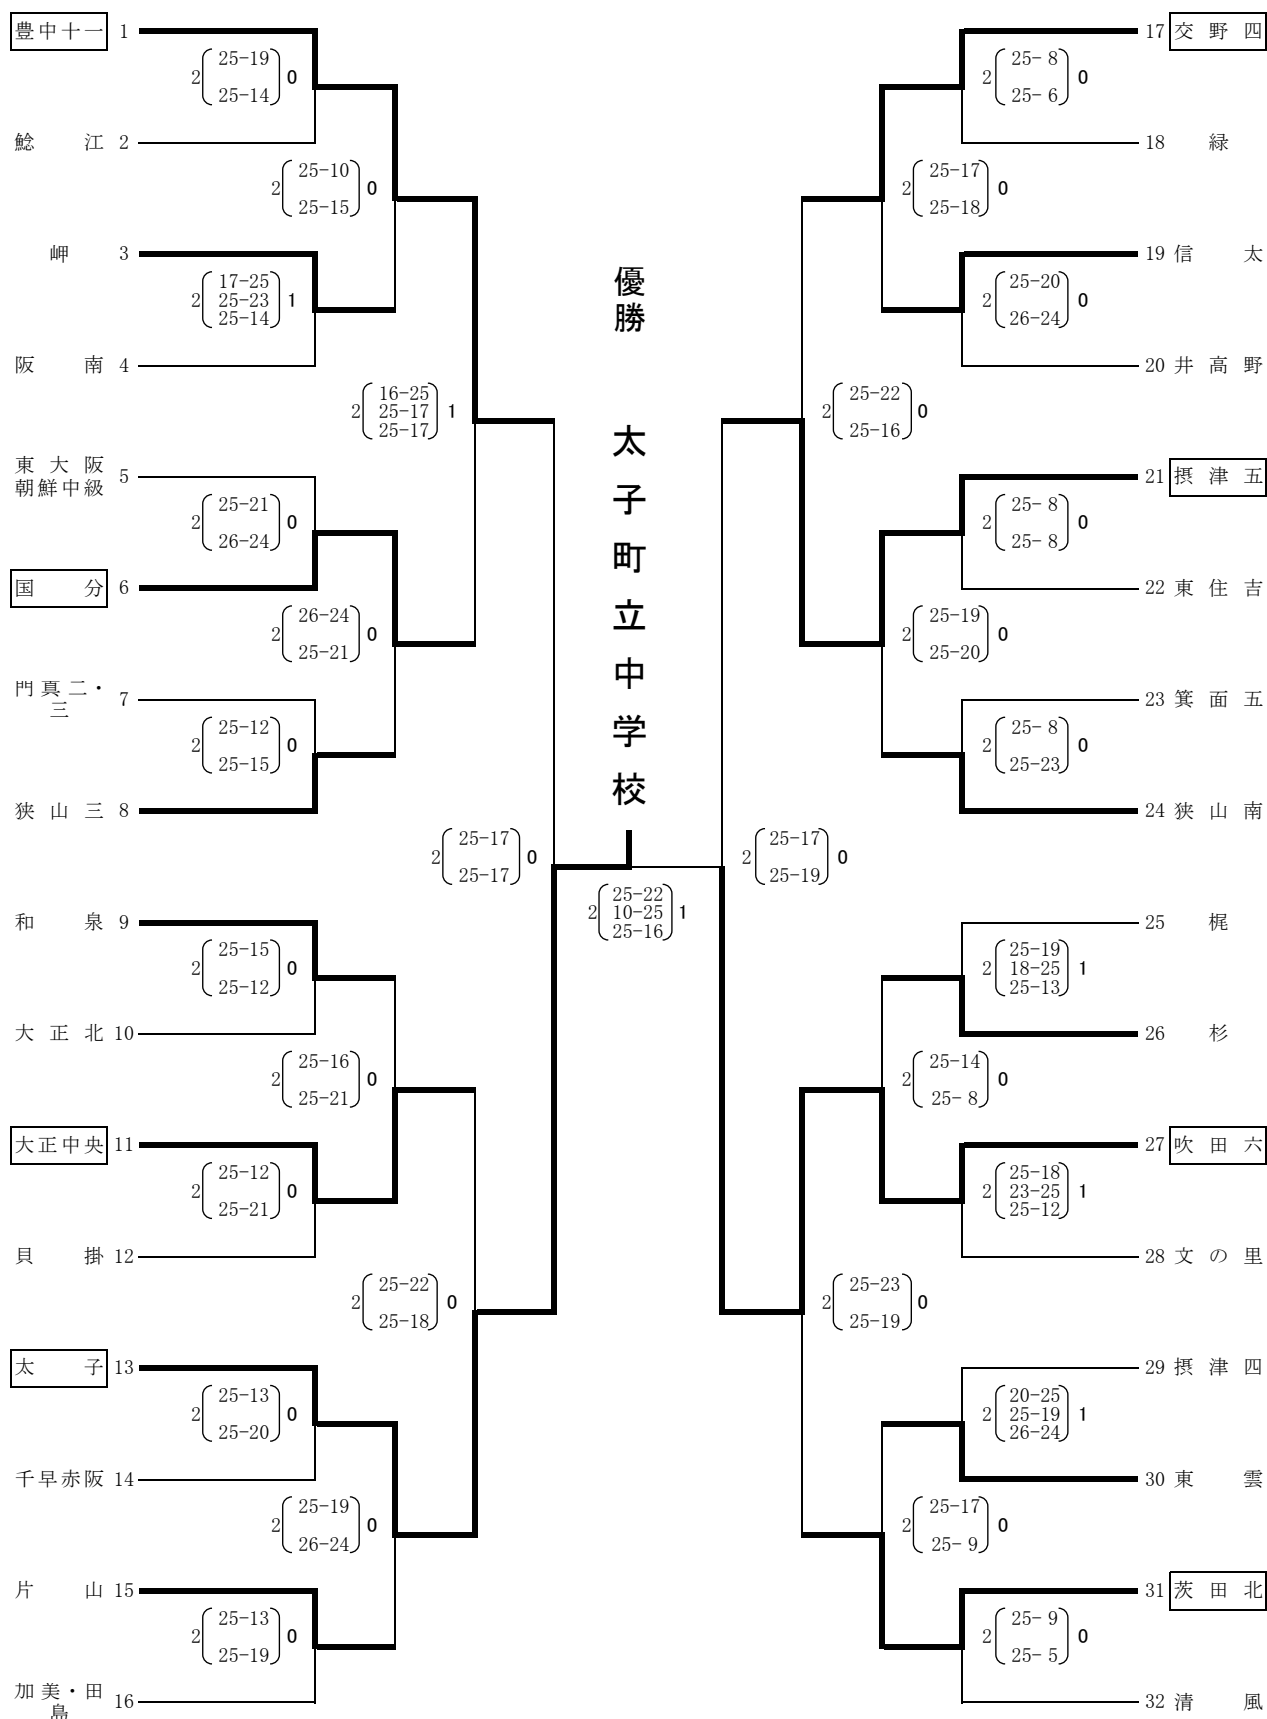 豊中十一 1
2 25-19 0
25-14
鯰江 2
2 25-10 0
25-15
岬 3
17-25
2 25-23 1
25-14
阪南 4
16-25
2 25-17 1
25-17
東大阪
朝鮮中級 5
2 25-21 0
26-24
国分 6
2 26-24 0
25-21
門真二・
三 7
2 25-12 0
25-15
狭山三 8
2 25-17 0
25-17
和泉 9
2 25-15 0
25-12
大正北 10
2 25-16 0
25-21
大正中央 11
2 25-12 0
25-21
貝掛 12
2 25-22 0
25-18
太子 13
2 25-13 0
25-20
千早赤阪 14
2 25-19 0
26-24
片山 15
2 25-13 0
25-19
加美・田
島 16
優勝
太子町立中学校
25-22
2 10-25 1
25-16
17 交野四
2 25- 8 0
25- 6
18 緑
2 25-17 0
25-18
19 信太
2 25-20 0
26-24
20 井高野
2 25-22 0
25-16
21 摂津五
2 25- 8 0
25- 8
22 東住吉
2 25-19 0
25-20
23 箕面五
2 25- 8 0
25-23
24 狭山南
2 25-17 0
25-19
25 梶
25-19
2 18-25 1
25-13
26 杉
2 25-14 0
25- 8
27 吹田六
25-18
2 23-25 1
25-12
28 文の里
2 25-23 0
25-19
29 摂津四
20-25
2 25-19 1
26-24
30 東雲
2 25-17 0
25- 9
31 茨田北
2 25- 9 0
25- 5
32 清風